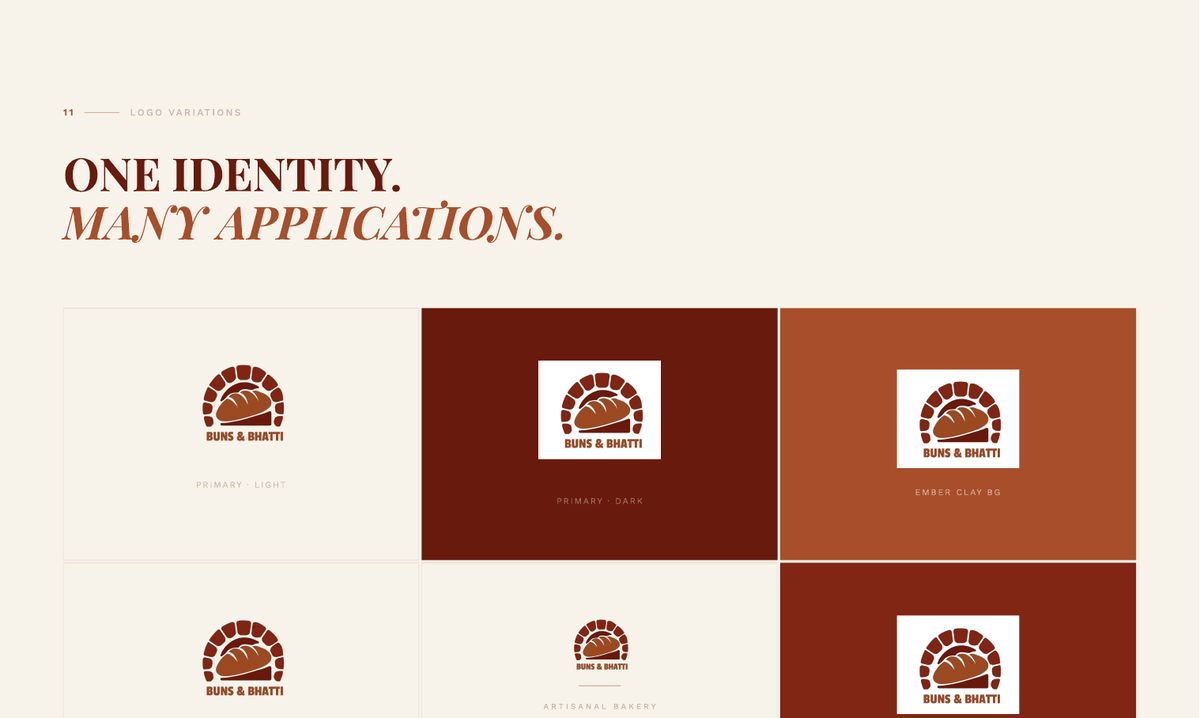 11 LOGO VARIATIONS
ONE IDENTITY.
MANY APPLICATIONS.
BUNS & BHATTI
PRIMARY · LIGHT
BUNS & BHATTI
PRIMARY · DARK
BUNS & BHATTI
EMBER CLAY BG
BUNS & BHATTI
BUNS & BHATTI
ARTISANAL BAKERY
BUNS & BHATTI